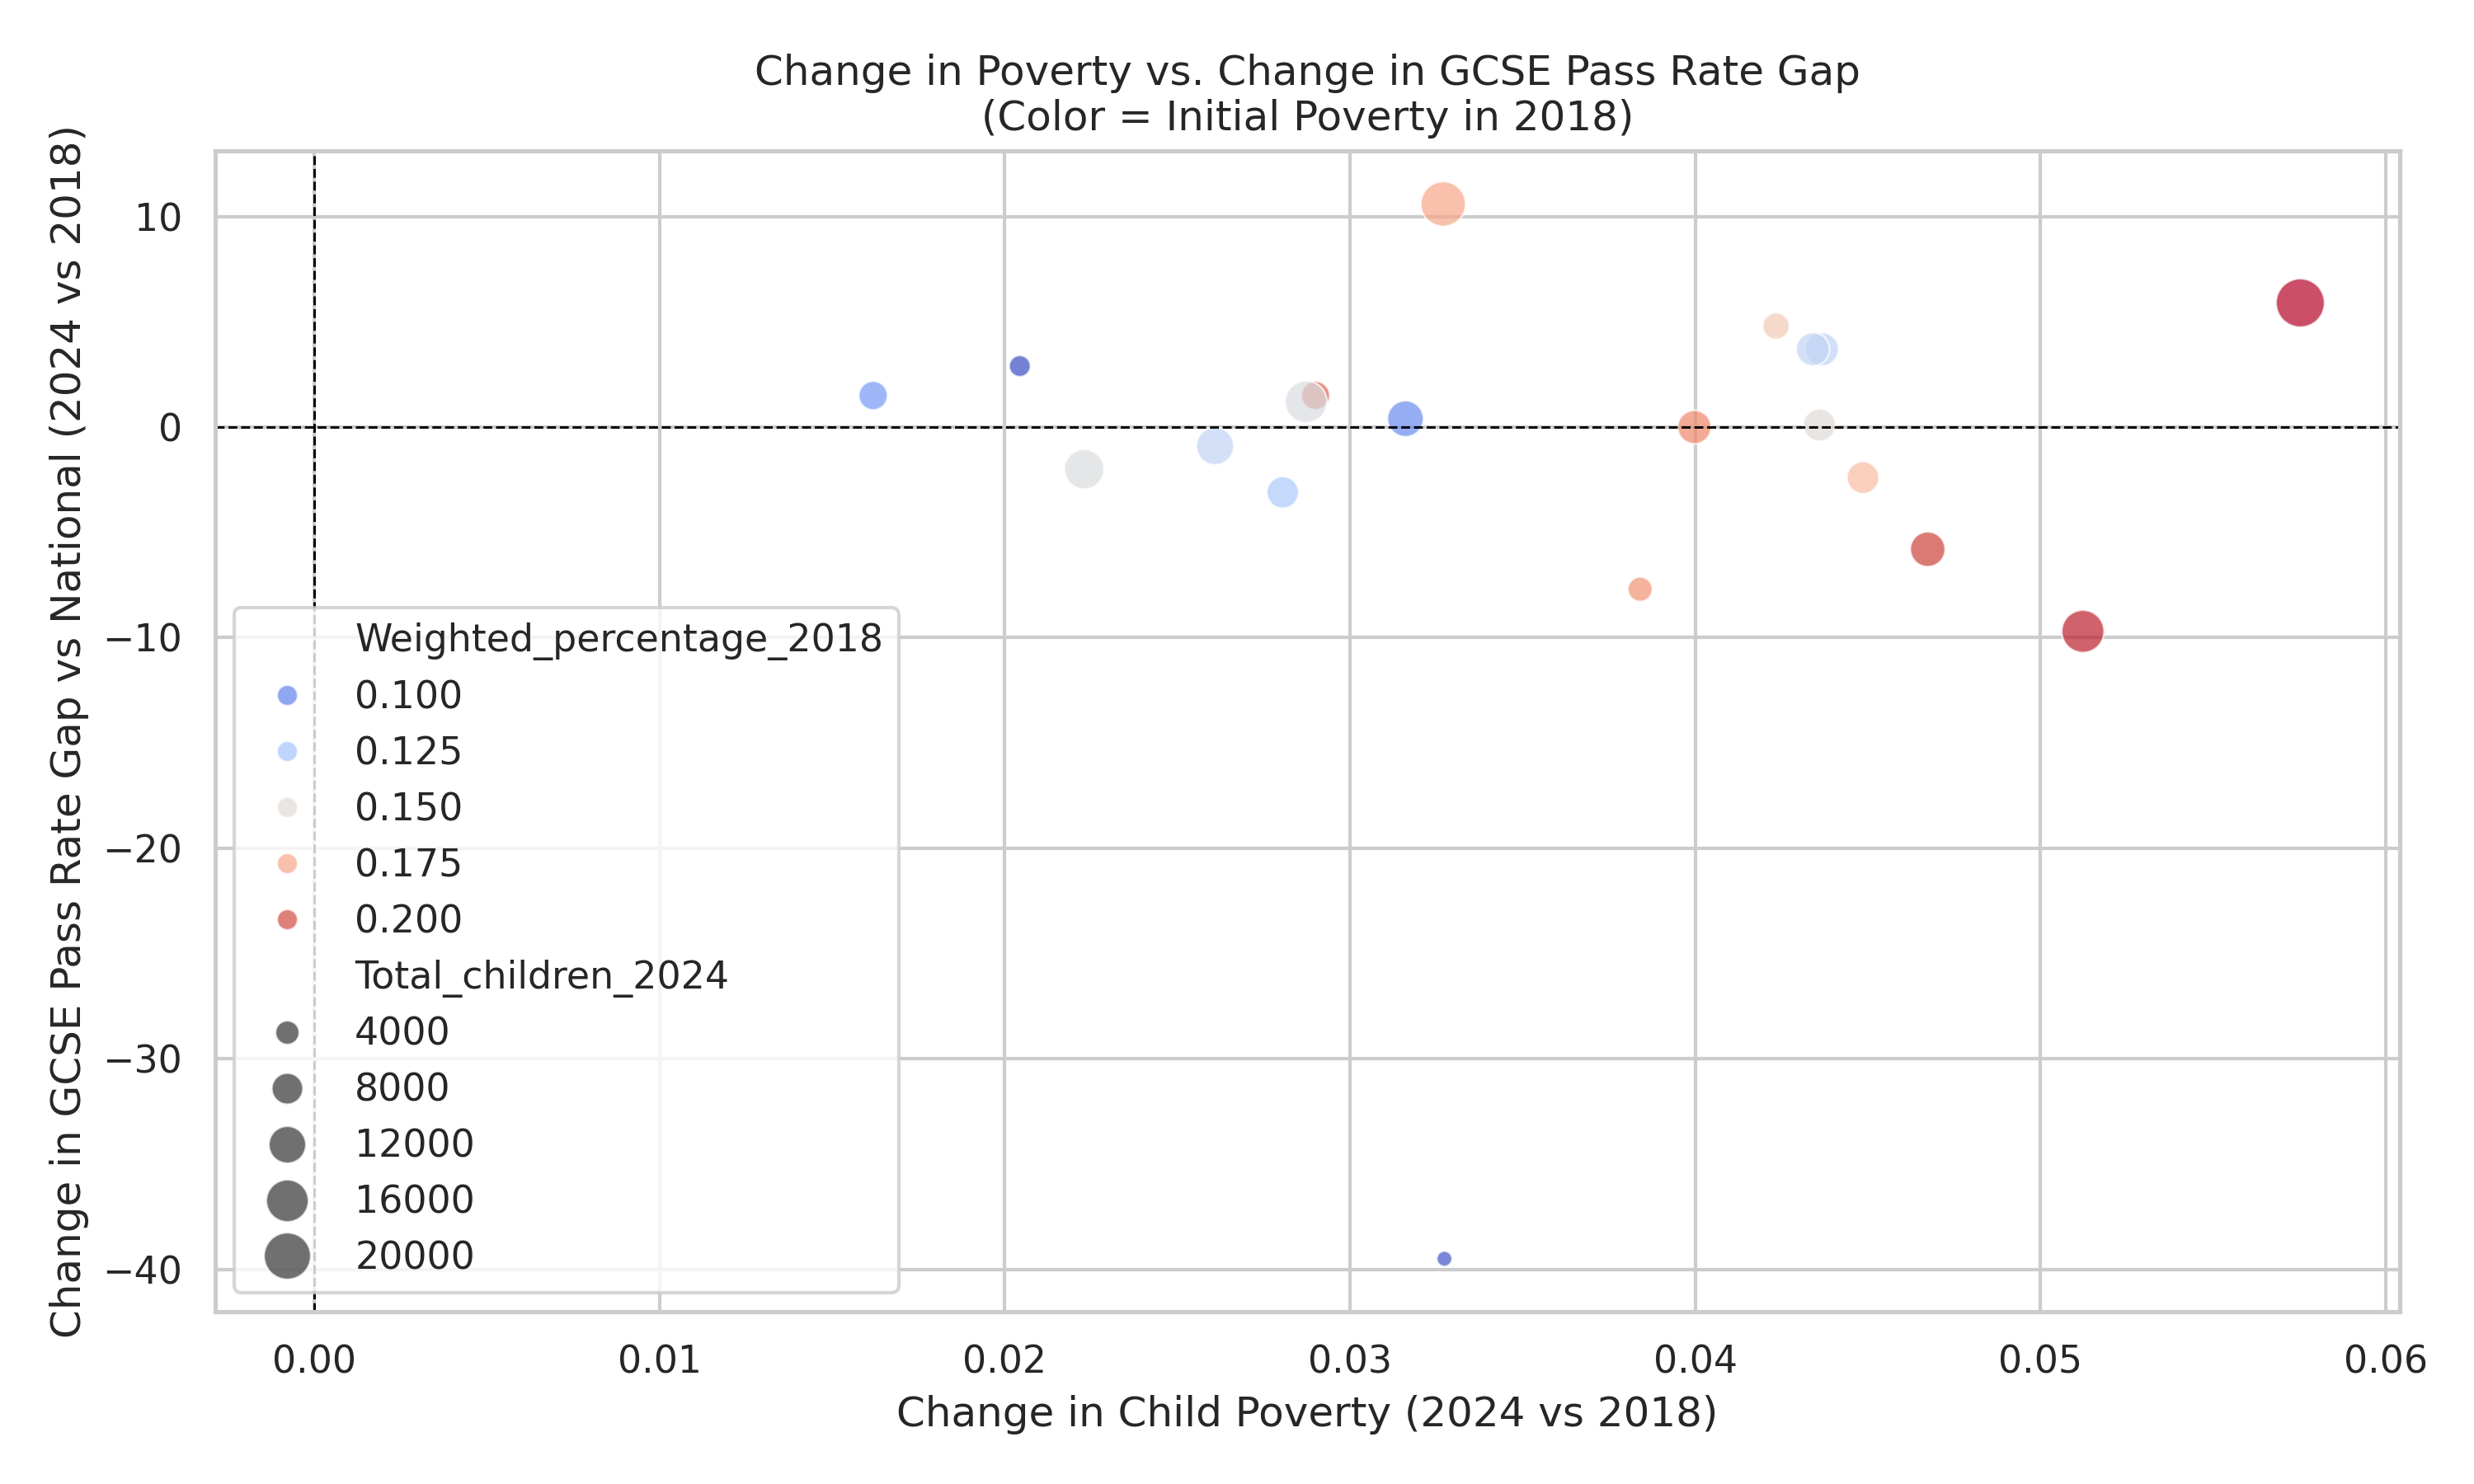 Change in Poverty vs. Change in GCSE Pass Rate Gap
(Color = Initial Poverty in 2018)
Change in GCSE Pass Rate Gap vs National (2024 vs 2018)
10
0
−10
−20
−30
−40
Weighted_percentage_2018
0.100
0.125
0.150
0.175
0.200
Total_children_2024
4000
8000
12000
16000
20000
0.00 0.01 0.02 0.03 0.04 0.05 0.06
Change in Child Poverty (2024 vs 2018)